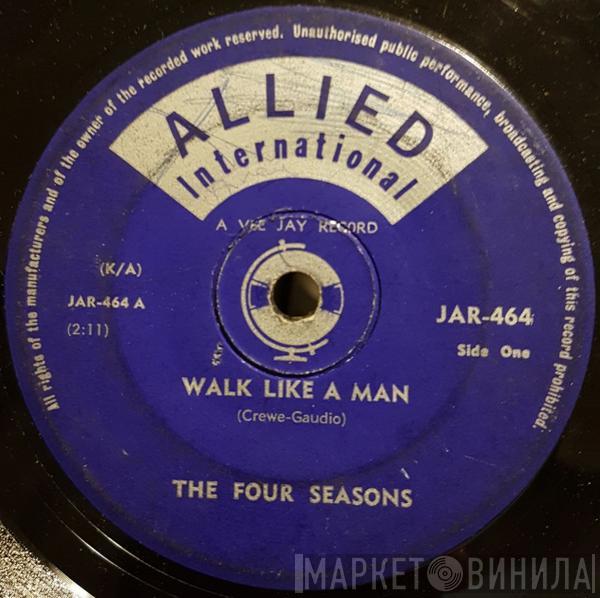 All rights of the manufacturers and of the owner of the recorded work reserved. Unauthorised public performance, broadcasting and copying of this record prohibited.
ALLIED
International
A VEE JAY RECORD
(K/A)
JAR-464 A
(2:11)
JAR-464
Side One
WALK LIKE A MAN
(Crewe-Gaudio)
THE FOUR SEASONS
МАРКЕТ ВИНИЛА